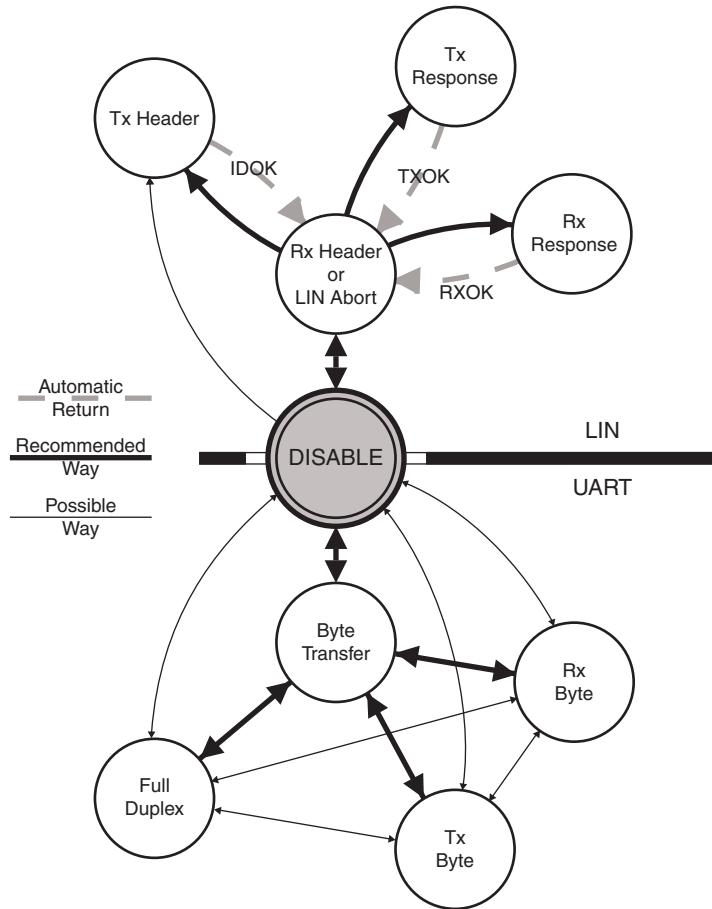 Tx
Response
Tx Header
IDOK
TXOK
Rx
Response
Rx Header
or
LIN Abort
RXOK
Automatic
Return
Recommended
Way
Possible
Way
DISABLE
LIN
UART
Byte
Transfer
Rx
Byte
Full
Duplex
Tx
Byte